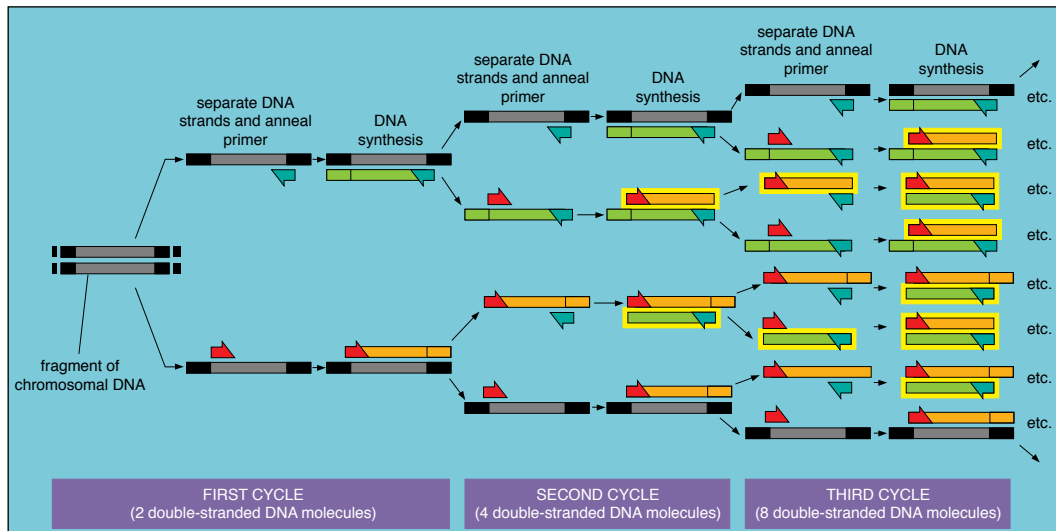 separate DNA
strands and anneal
primer
DNA
synthesis
separate DNA
strands and anneal
primer
DNA
synthesis
separate DNA
strands and anneal
primer
DNA
synthesis
etc.
etc.
etc.
etc.
etc.
etc.
etc.
etc.
fragment of
chromosomal DNA
FIRST CYCLE
(2 double-stranded DNA molecules)
SECOND CYCLE
(4 double-stranded DNA molecules)
THIRD CYCLE
(8 double-stranded DNA molecules)